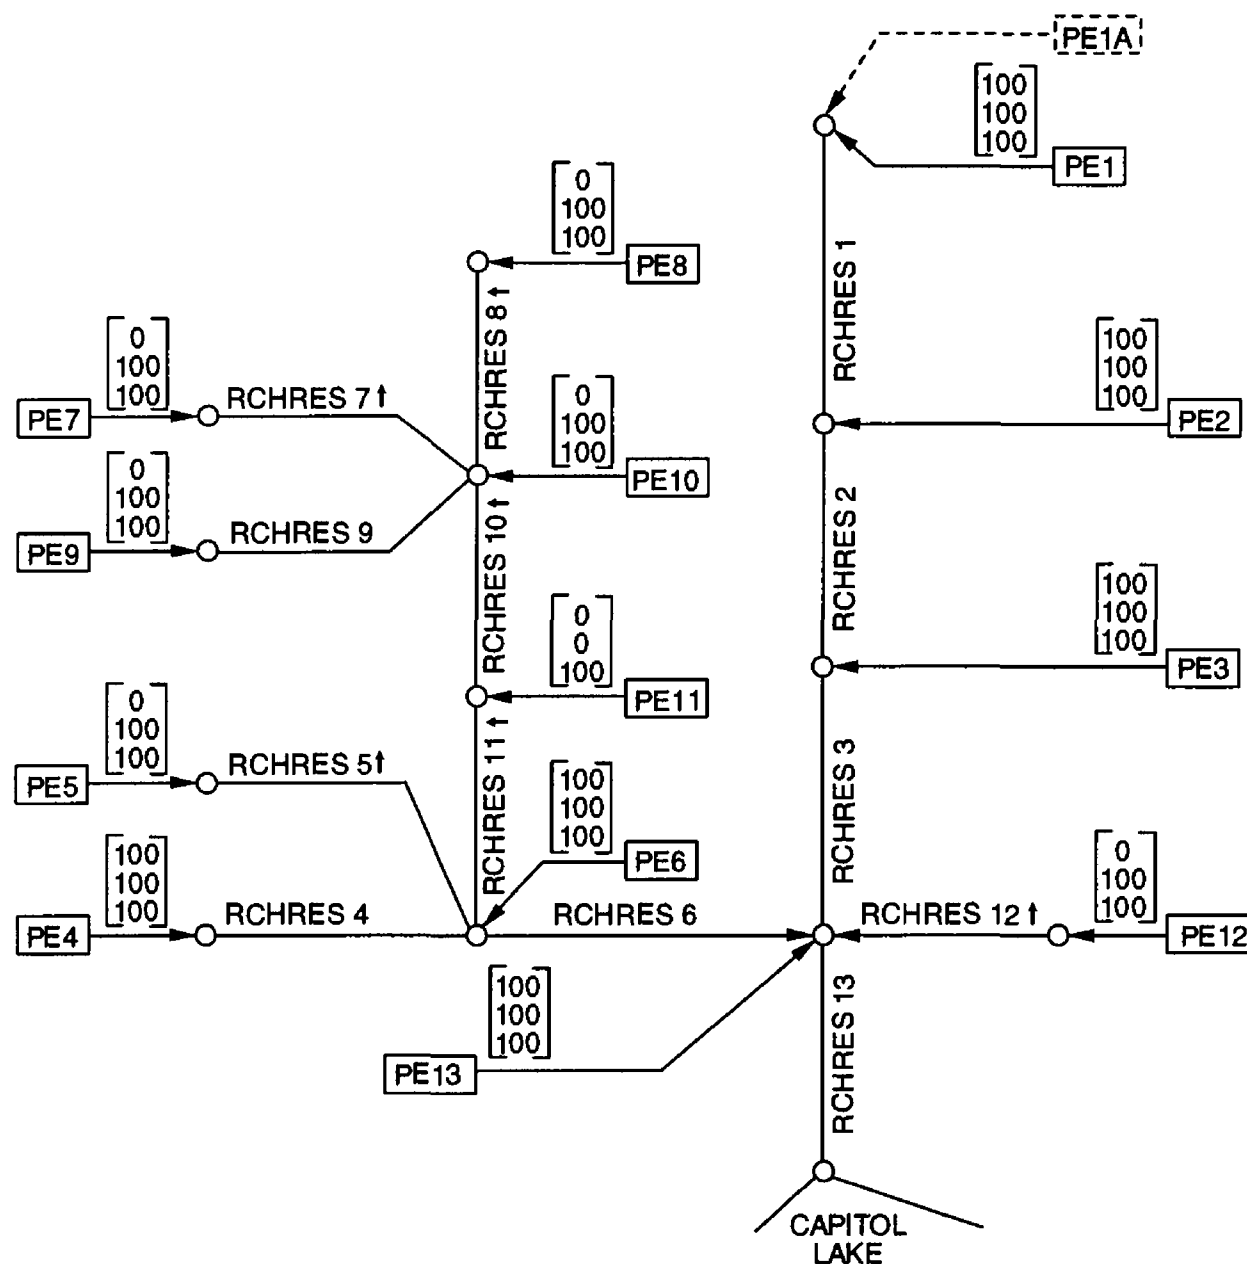 PE1A
100
100
100
PE1
0
100
100
PE8
RCHRES 1
RCHRES 8↑
0
100
100
PE7
RCHRES 7↑
0
100
100
PE10
100
100
100
PE2
0
100
100
PE9
RCHRES 9
RCHRES 10↑
RCHRES 2
0
0
100
PE11
100
100
100
PE3
0
100
100
PE5
RCHRES 5↑
RCHRES 11↑
100
100
100
PE6
RCHRES 3
100
100
100
PE4
RCHRES 4
RCHRES 6
RCHRES 12↑
0
100
100
PE12
100
100
100
PE13
RCHRES 13
CAPITOL
LAKE